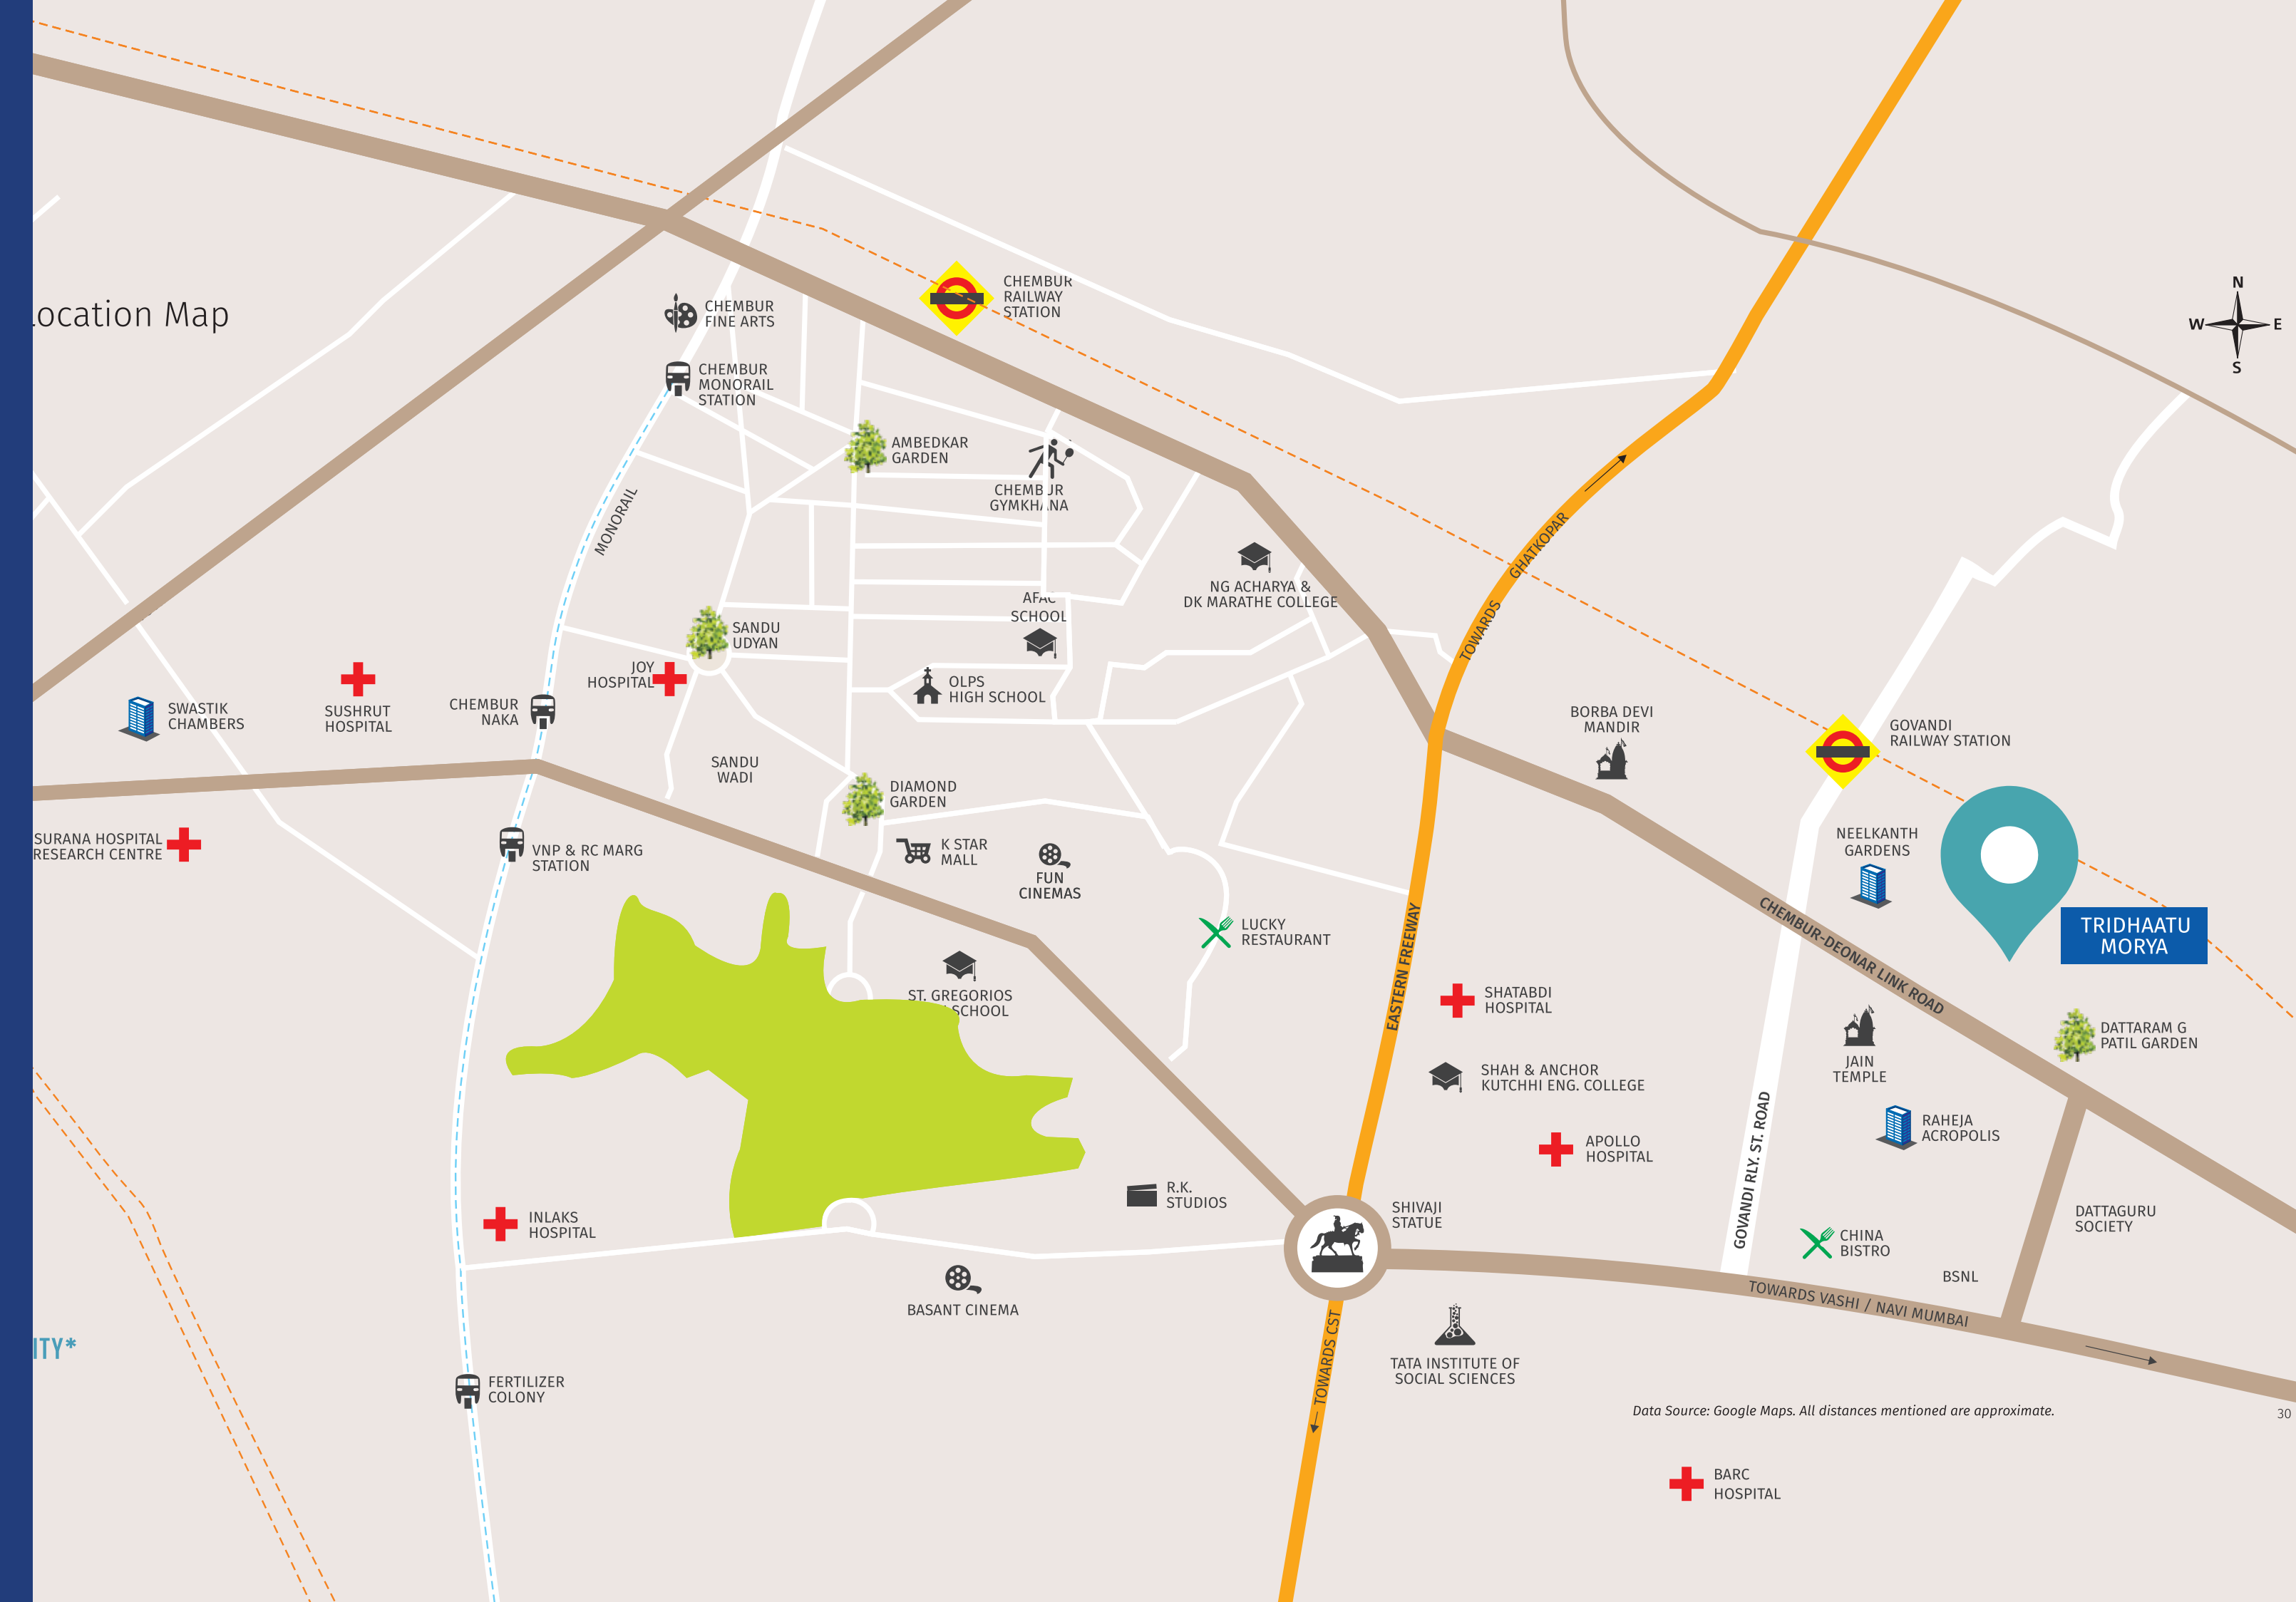 N
W
E
S
CHEMBUR
RAILWAY
STATION
CHEMBUR
FINE ARTS
Location Map
CHEMBUR
MONORAIL
STATION
AMBEDKAR
GARDEN
CHEMBUR
GYMKHANA
MONORAIL
TOWARDS GHATKOPAR
NG ACHARYA &
DK MARATHE COLLEGE
AFAC
SCHOOL
SANDU
UDYAN
JOY
HOSPITAL
OLPS
HIGH SCHOOL
SWASTIK
CHAMBERS
SUSHRUT
HOSPITAL
CHEMBUR
NAKA
BORBA DEVI
MANDIR
GOVANDI
RAILWAY STATION
SANDU
WADI
DIAMOND
GARDEN
SURANA HOSPITAL
RESEARCH CENTRE
VNP & RC MARG
STATION
K STAR
MALL
FUN
CINEMAS
NEELKANTH
GARDENS
LUCKY
RESTAURANT
EASTERN FREEWAY
CHEMBUR-DEONAR LINK ROAD
TRIDHAATU
MORYA
ST. GREGORIOS
SCHOOL
SHATABDI
HOSPITAL
DATTARAM G
PATIL GARDEN
JAIN
TEMPLE
SHAH & ANCHOR
KUTCHHI ENG. COLLEGE
RAHEJA
ACROPOLIS
APOLLO
HOSPITAL
GOVANDI RLY. ST. ROAD
R.K.
STUDIOS
SHIVAJI
STATUE
DATTAGURU
SOCIETY
INLAKS
HOSPITAL
CHINA
BISTRO
BSNL
BASANT CINEMA
TOWARDS VASHI / NAVI MUMBAI
TOWARDS CST
ITY*
TATA INSTITUTE OF
SOCIAL SCIENCES
FERTILIZER
COLONY
Data Source: Google Maps. All distances mentioned are approximate.
30
BARC
HOSPITAL